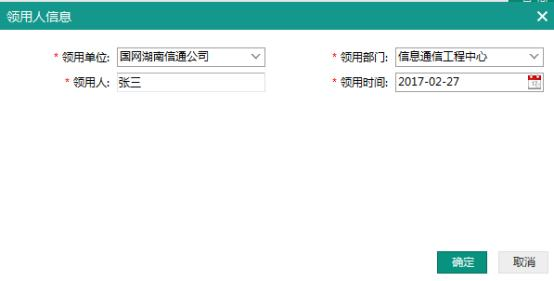 领用人信息
* 领用单位: 国网湖南信通公司 * 领用部门: 信息通信工程中心
* 领用人: 张三 * 领用时间: 2017-02-27
确定 取消